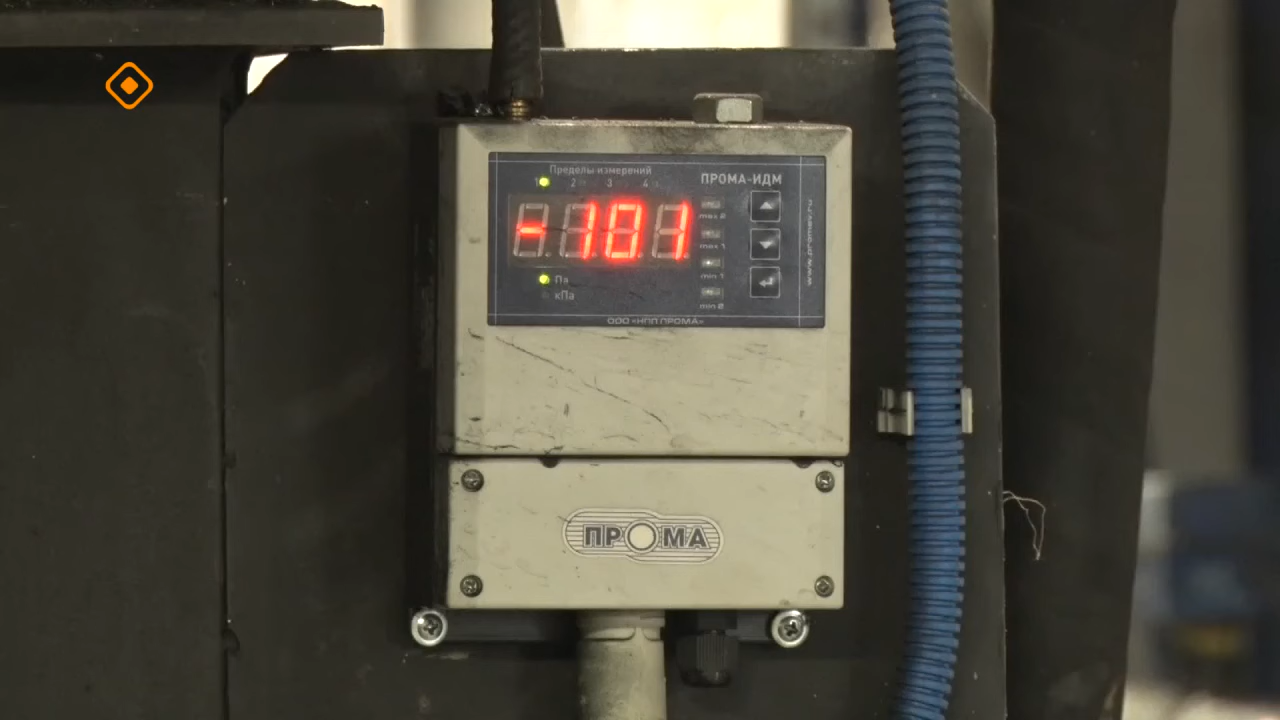 Пределы измерений
1 2 3 4
ПРОМА-ИДМ
-101
max 2
max 1
min 1
min 2
Па
кПа
www.promav.ru
ООО «НПП ПРОМА»
ПРОМА